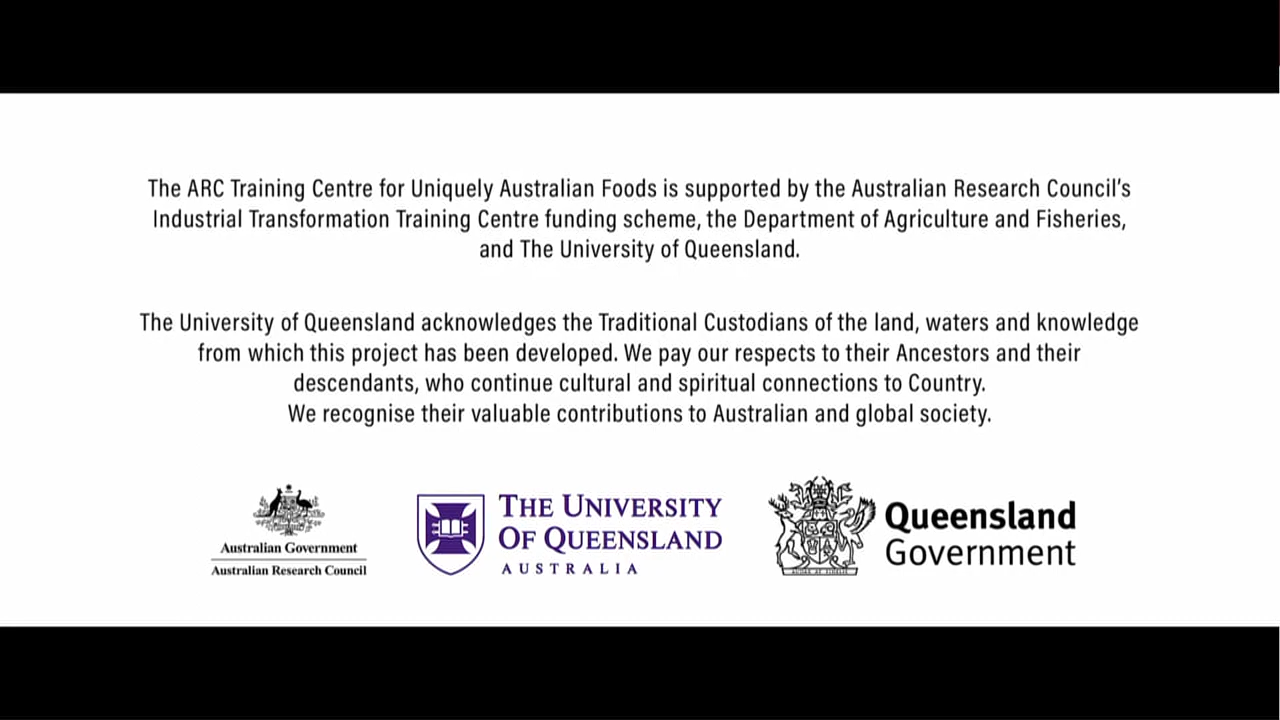 The ARC Training Centre for Uniquely Australian Foods is supported by the Australian Research Council’s
Industrial Transformation Training Centre funding scheme, the Department of Agriculture and Fisheries,
and The University of Queensland.
The University of Queensland acknowledges the Traditional Custodians of the land, waters and knowledge
from which this project has been developed. We pay our respects to their Ancestors and their
descendants, who continue cultural and spiritual connections to Country.
We recognise their valuable contributions to Australian and global society.
Australian Government
Australian Research Council
THE UNIVERSITY
OF QUEENSLAND
AUSTRALIA
Queensland
Government